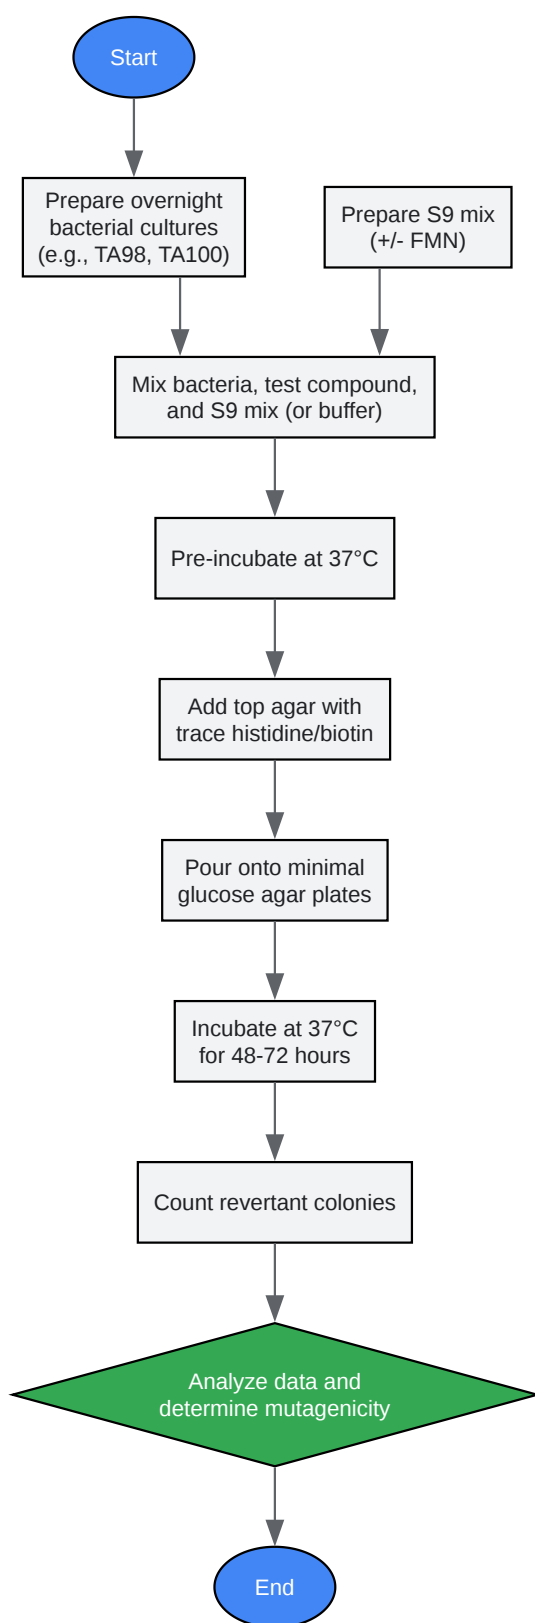 Start
Prepare overnight
bacterial cultures
(e.g., TA98, TA100)
Prepare S9 mix
(+/- FMN)
Mix bacteria, test compound,
and S9 mix (or buffer)
Pre-incubate at 37°C
Add top agar with
trace histidine/biotin
Pour onto minimal
glucose agar plates
Incubate at 37°C
for 48-72 hours
Count revertant colonies
Analyze data and
determine mutagenicity
End